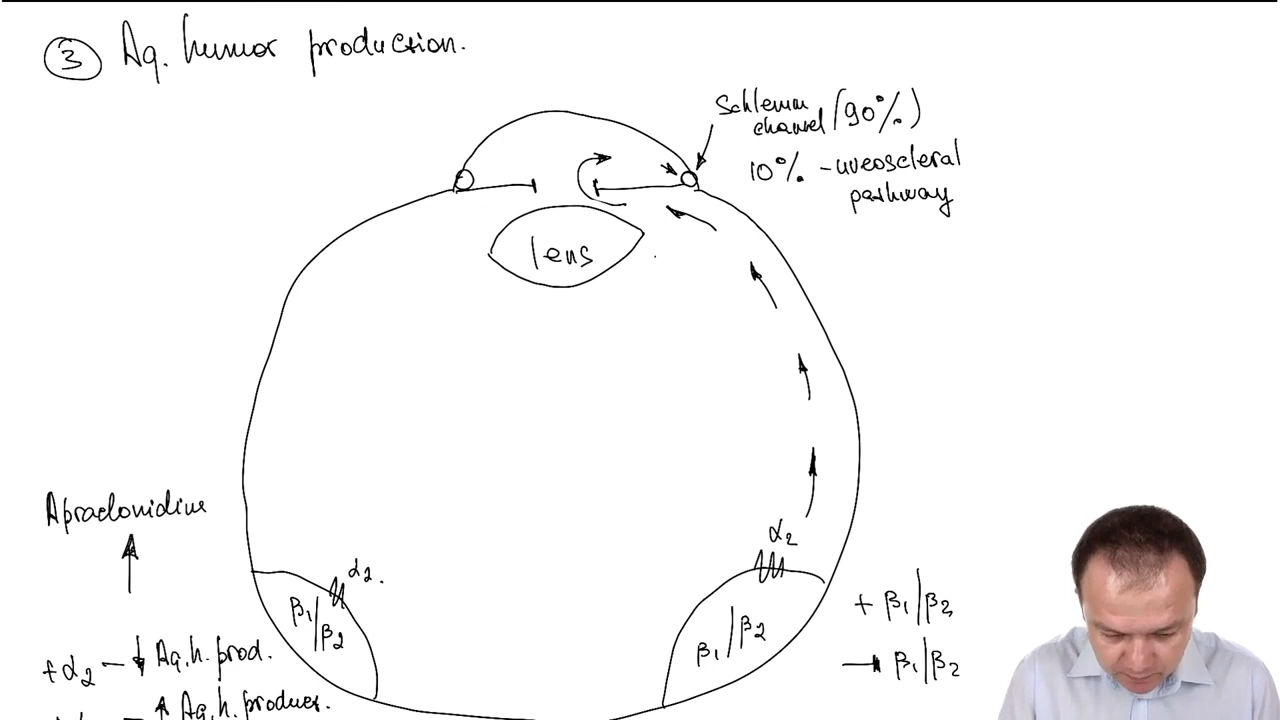 3 Aq. humor production.
Schlemm
channel (90%)
10% - uveoscleral
pathway
lens
Apraclonidine
α2
α2.
β1/β2
β1/β2
+ β1/β2
β1/β2
+α2 – ↓ Aq.h. prod.
↑ Aq.h. product.